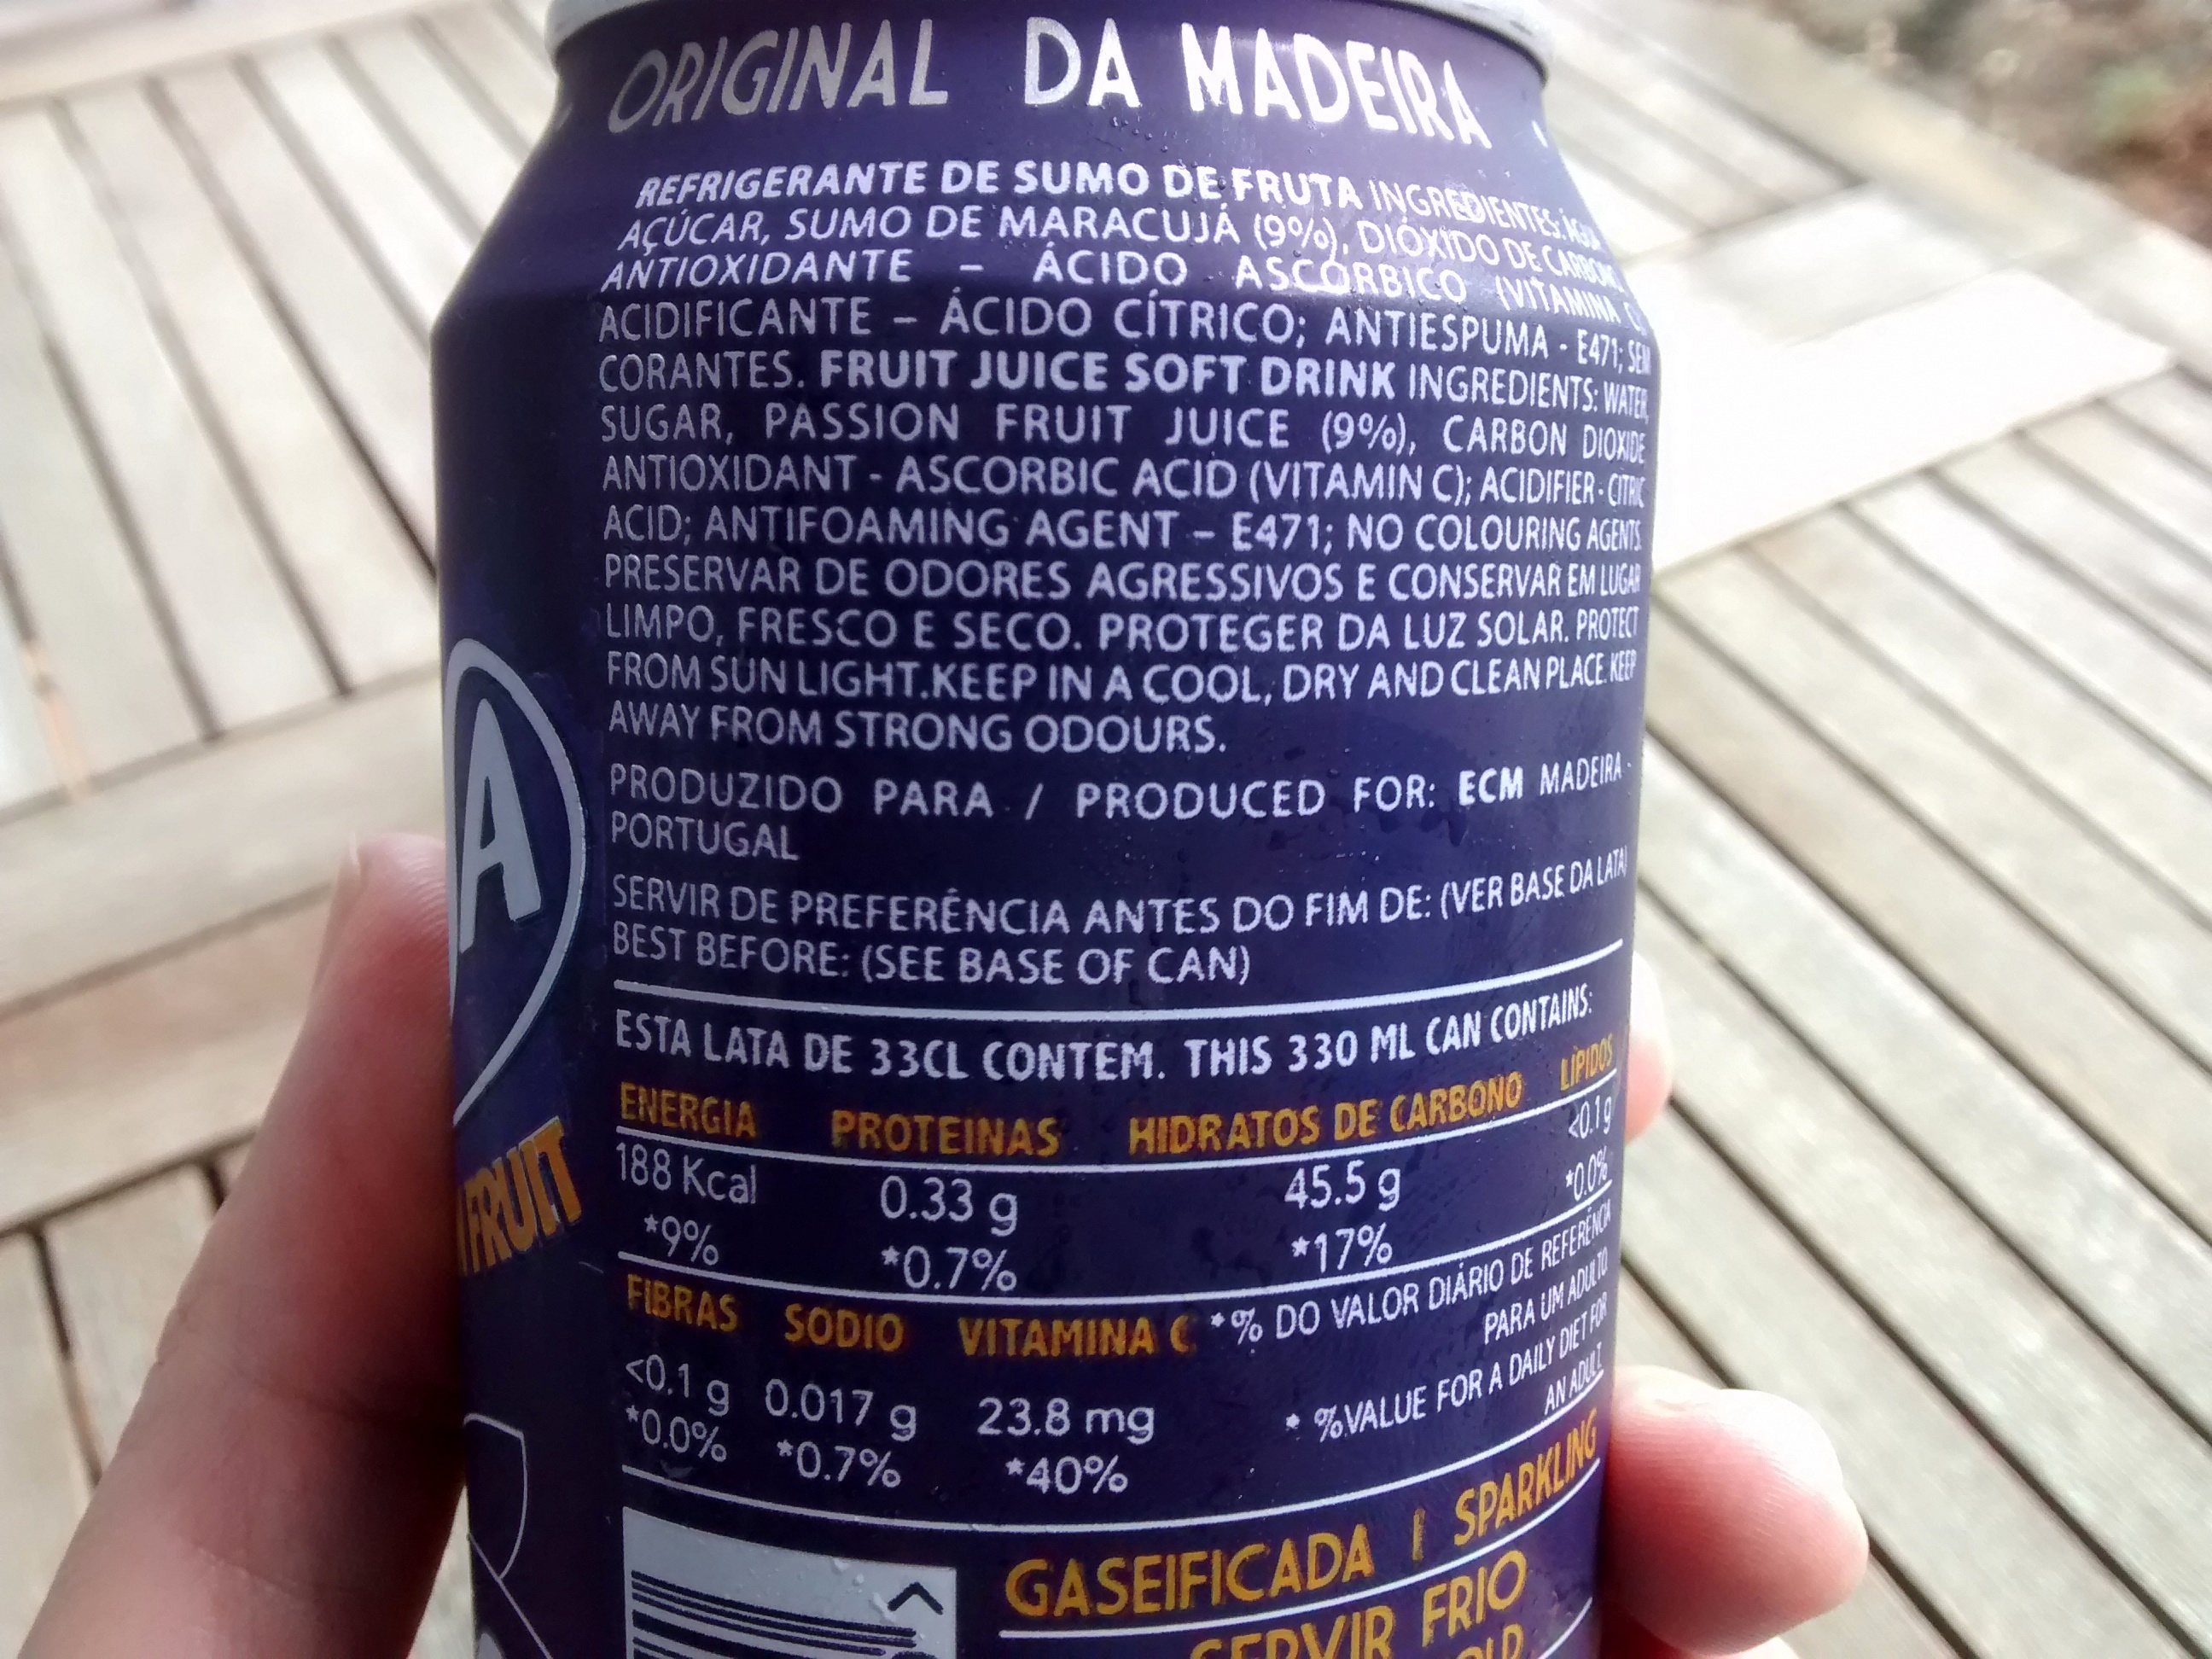 ORIGINAL DA MADEIRA
REFRIGERANTE DE SUMO DE FRUTA INGREDIENTES: ÁGUA,
AÇÚCAR, SUMO DE MARACUJÁ (9%), DIÓXIDO DE CARBONO
ANTIOXIDANTE – ÁCIDO ASCÓRBICO (VITAMINA C)
ACIDIFICANTE – ÁCIDO CÍTRICO; ANTIESPUMA - E471; SEM
CORANTES. FRUIT JUICE SOFT DRINK INGREDIENTS: WATER,
SUGAR, PASSION FRUIT JUICE (9%), CARBON DIOXIDE
ANTIOXIDANT - ASCORBIC ACID (VITAMIN C); ACIDIFIER - CITRIC
ACID; ANTIFOAMING AGENT – E471; NO COLOURING AGENTS.
PRESERVAR DE ODORES AGRESSIVOS E CONSERVAR EM LUGAR
LIMPO, FRESCO E SECO. PROTEGER DA LUZ SOLAR. PROTECT
FROM SUN LIGHT.KEEP IN A COOL, DRY AND CLEAN PLACE. KEEP
AWAY FROM STRONG ODOURS.
PRODUZIDO PARA / PRODUCED FOR: ECM MADEIRA -
PORTUGAL
SERVIR DE PREFERÊNCIA ANTES DO FIM DE: (VER BASE DA LATA)
BEST BEFORE: (SEE BASE OF CAN)
ESTA LATA DE 33CL CONTEM. THIS 330 ML CAN CONTAINS:
ENERGIA PROTEINAS HIDRATOS DE CARBONO LÍPIDOS
188 Kcal 0.33 g 45.5 g <0.1 g
*9% *0.7% *17% *0.0%
FIBRAS SODIO VITAMINA C *% DO VALOR DIÁRIO DE REFERÊNCIA
PARA UM ADULTO
<0.1 g 0.017 g 23.8 mg * %VALUE FOR A DAILY DIET FOR
AN ADULT
*0.0% *0.7% *40%
GASEIFICADA | SPARKLING
SERVIR FRIO
A
FRUIT